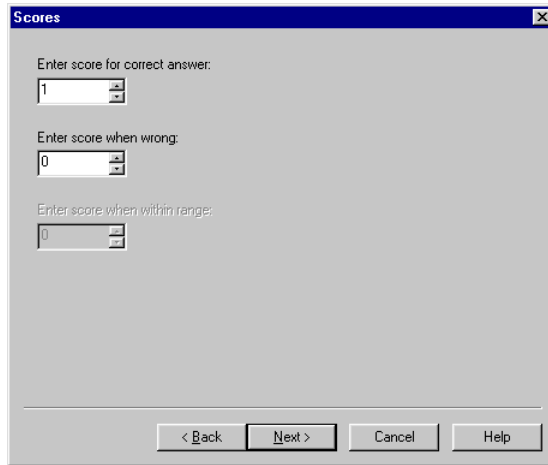 Scores
Enter score for correct answer:
1
Enter score when wrong:
0
Enter score when within range:
0
< Back Next > Cancel Help